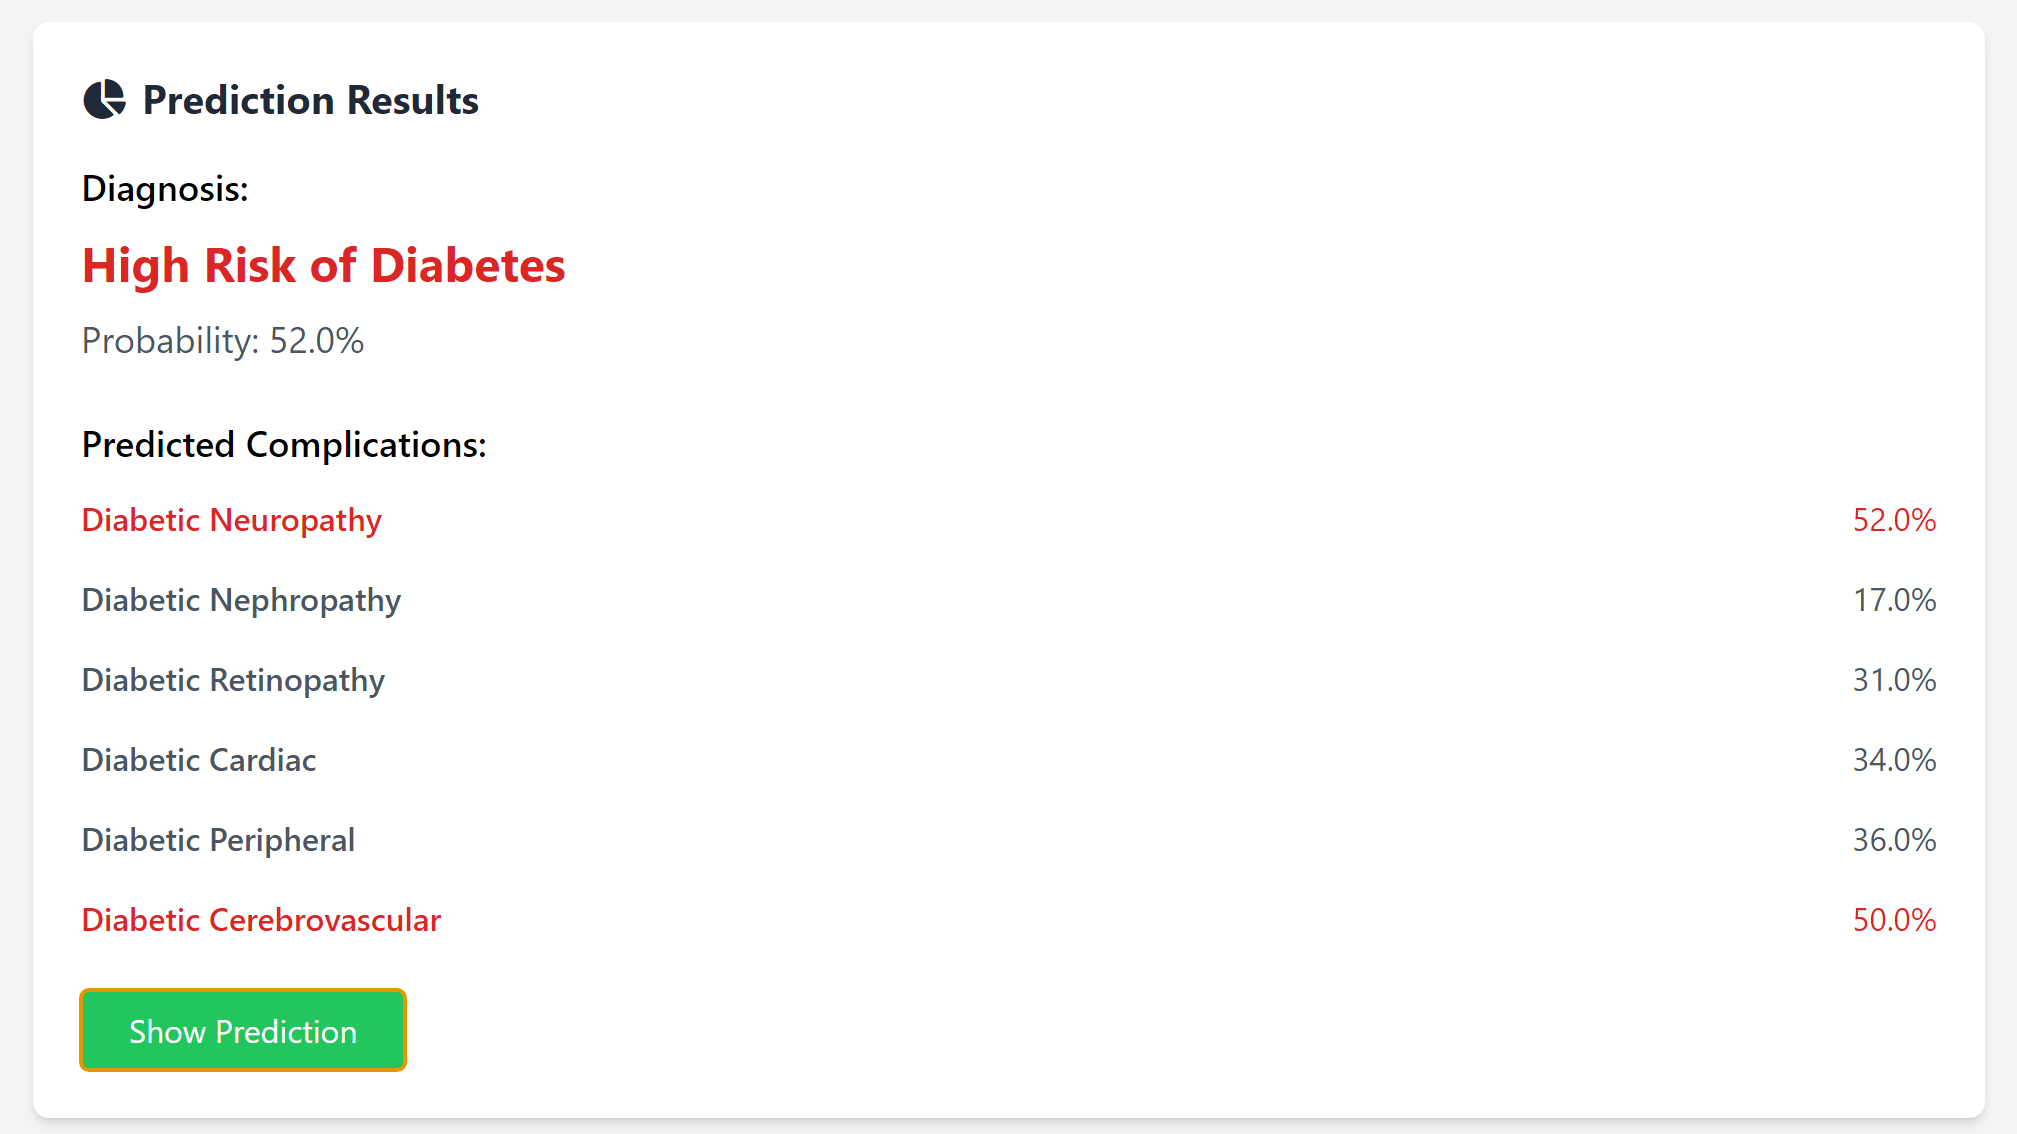 Prediction Results
Diagnosis:
High Risk of Diabetes
Probability: 52.0%
Predicted Complications:
Diabetic Neuropathy 52.0%
Diabetic Nephropathy 17.0%
Diabetic Retinopathy 31.0%
Diabetic Cardiac 34.0%
Diabetic Peripheral 36.0%
Diabetic Cerebrovascular 50.0%
Show Prediction